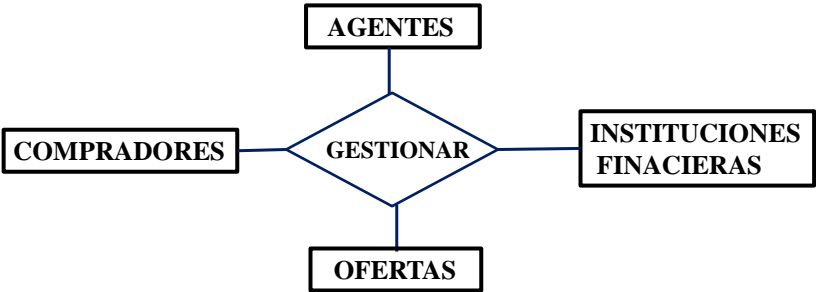 AGENTES
COMPRADORES
GESTIONAR
INSTITUCIONES
FINACIERAS
OFERTAS